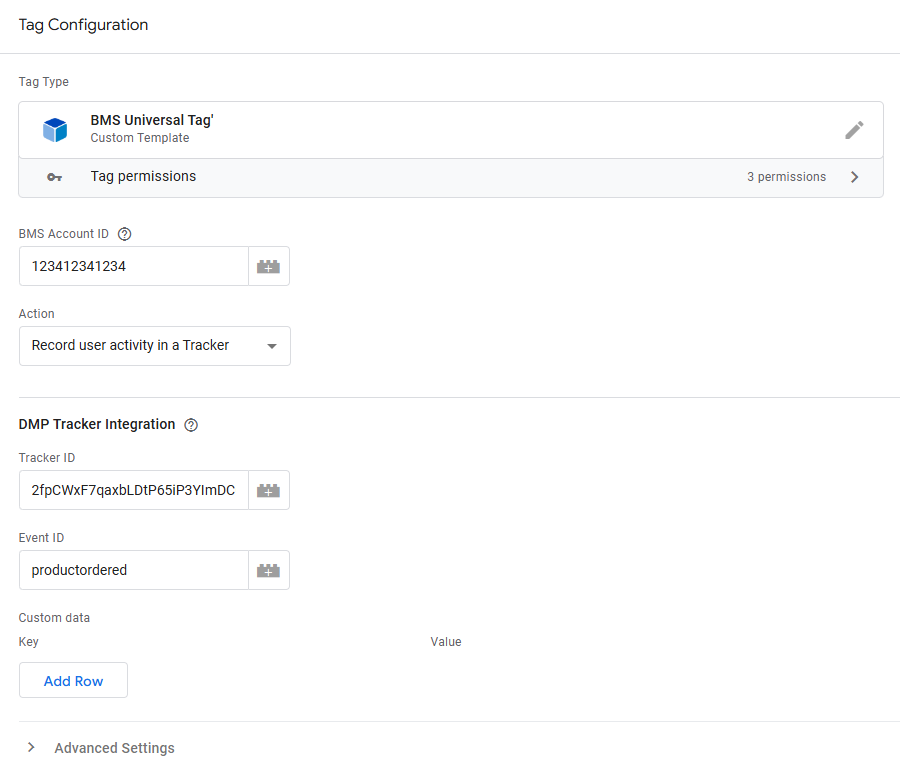 Tag Configuration
Tag Type
BMS Universal Tag'
Custom Template
Tag permissions 3 permissions
BMS Account ID
123412341234
Action
Record user activity in a Tracker
DMP Tracker Integration
Tracker ID
2fpCWxF7qaxbLDtP65iP3YImDC
Event ID
productordered
Custom data
Key Value
Add Row
Advanced Settings